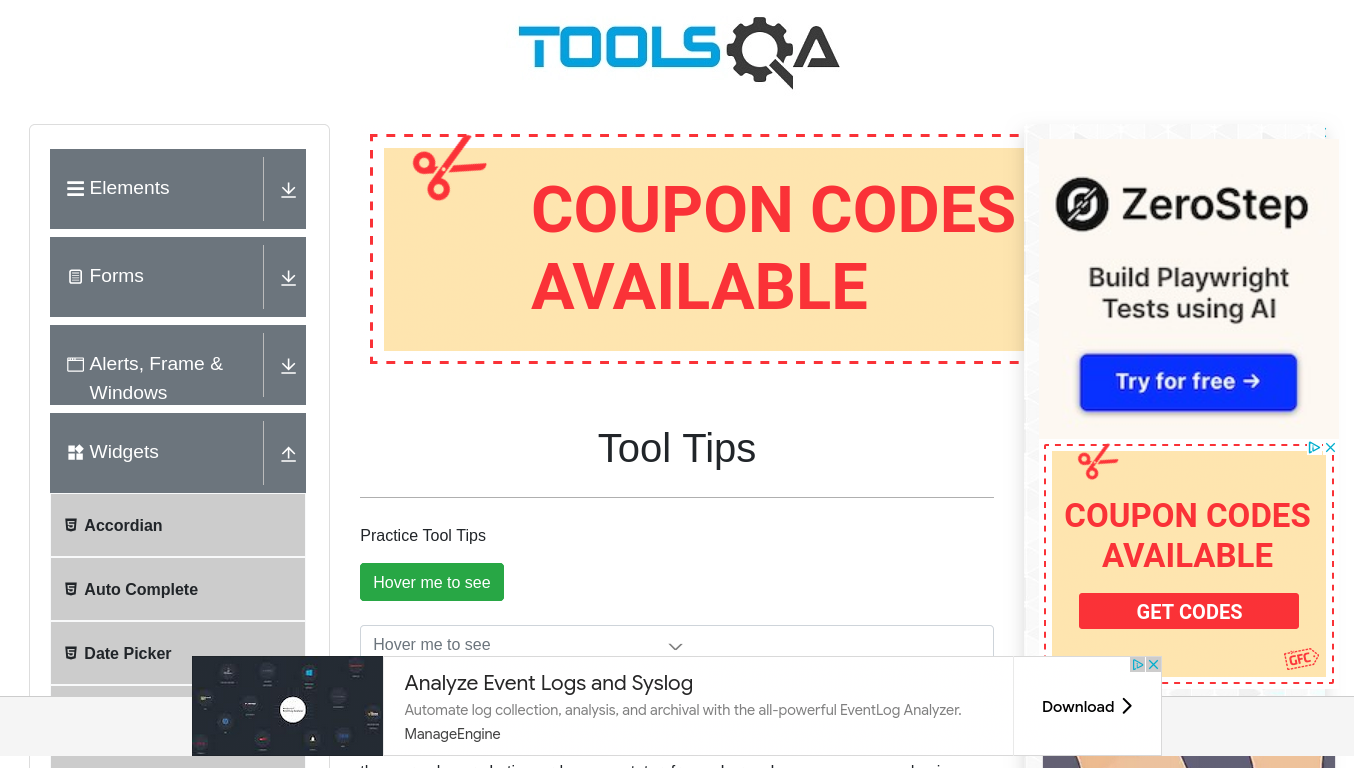 TOOLSQA
Elements
Forms
Alerts, Frame &
Windows
Widgets
Accordian
Auto Complete
Date Picker
COUPON CODES
AVAILABLE
Tool Tips
Practice Tool Tips
Hover me to see
Hover me to see
ZeroStep
Build Playwright
Tests using AI
Try for free →
COUPON CODES
AVAILABLE
GET CODES
GFC
Analyze Event Logs and Syslog
Automate log collection, analysis, and archival with the all-powerful EventLog Analyzer.
ManageEngine
Download